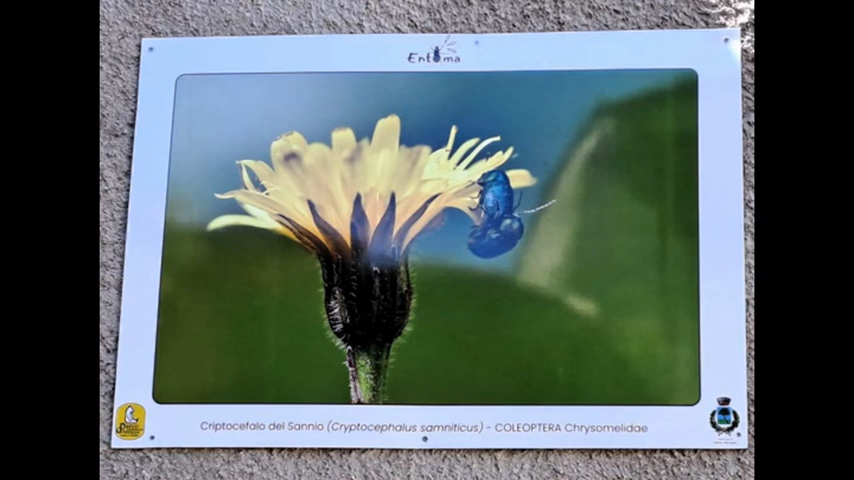 Entoma
Criptocefalo del Sannio (Cryptocephalus samniticus) - COLEOPTERA Chrysomelidae